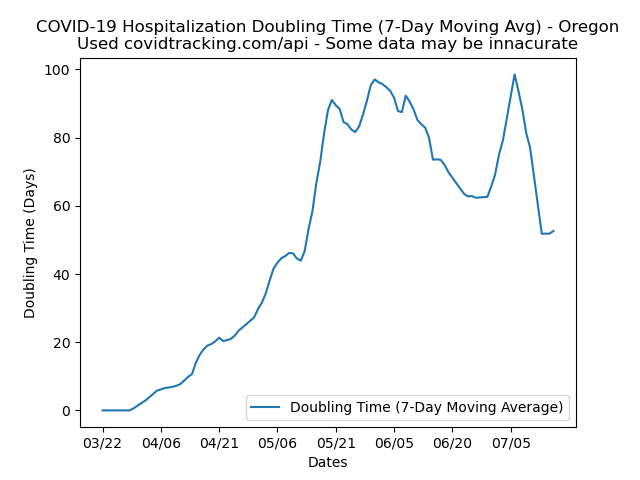 COVID-19 Hospitalization Doubling Time (7-Day Moving Avg) - Oregon
Used covidtracking.com/api - Some data may be innacurate
100
80
60
40
20
0
Doubling Time (Days)
Doubling Time (7-Day Moving Average)
03/22 04/06 04/21 05/06 05/21 06/05 06/20 07/05
Dates